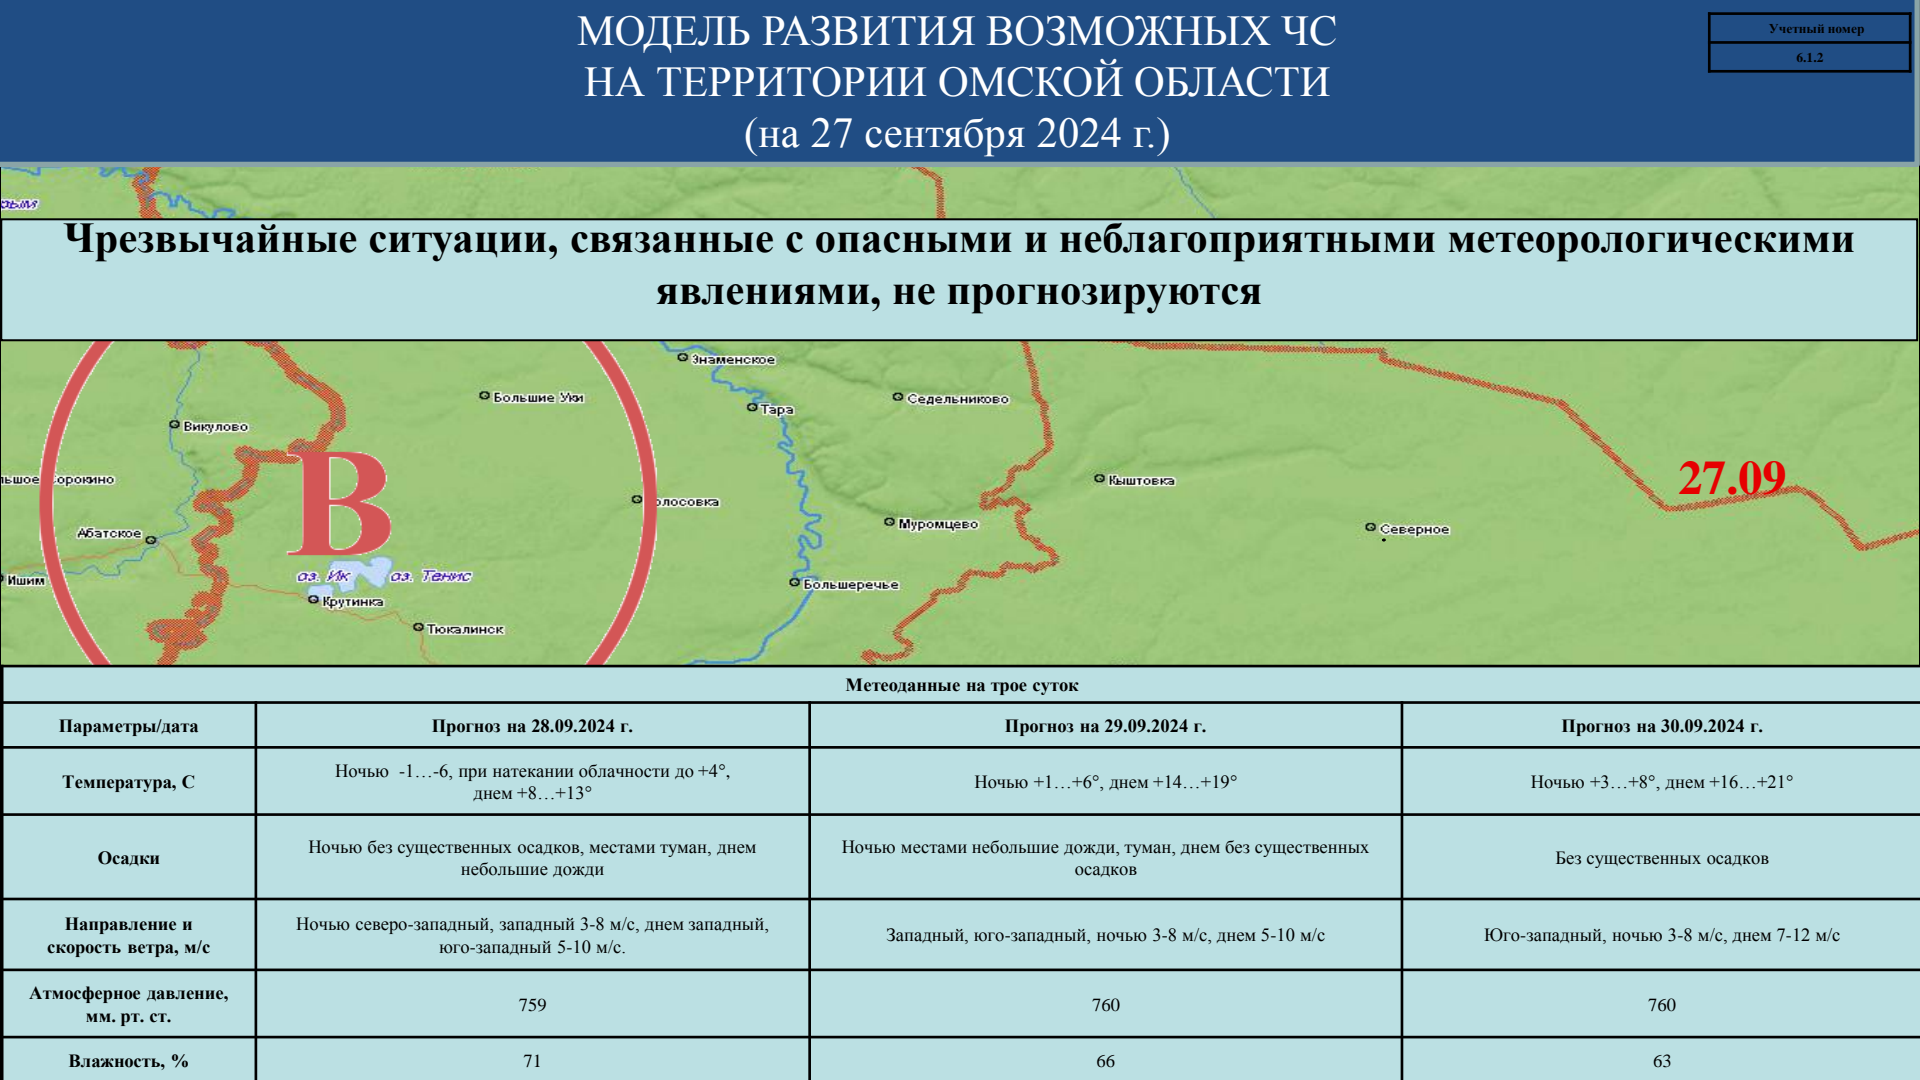 МОДЕЛЬ РАЗВИТИЯ ВОЗМОЖНЫХ ЧС
НА ТЕРРИТОРИИ ОМСКОЙ ОБЛАСТИ
(на 27 сентября 2024 г.)
Учетный номер
6.1.2
Чрезвычайные ситуации, связанные с опасными и неблагоприятными метеорологическими
явлениями, не прогнозируются
Знаменское
Большие Уки
Седельниково
Тара
Викулово
В
27.09
Кыштовка
Муромцево
Северное
Абатское
Ишим
оз. Ик
оз. Тенис
Большеречье
Крутинка
Тюкалинск
Метеоданные на трое суток
Параметры/дата
Прогноз на 28.09.2024 г.
Прогноз на 29.09.2024 г.
Прогноз на 30.09.2024 г.
Температура, С
Ночью -1…-6, при натекании облачности до +4°,
днем +8…+13°
Ночью +1…+6°, днем +14…+19°
Ночью +3…+8°, днем +16…+21°
Осадки
Ночью без существенных осадков, местами туман, днем
небольшие дожди
Ночью местами небольшие дожди, туман, днем без существенных
осадков
Без существенных осадков
Направление и
скорость ветра, м/с
Ночью северо-западный, западный 3-8 м/с, днем западный,
юго-западный 5-10 м/с.
Западный, юго-западный, ночью 3-8 м/с, днем 5-10 м/с
Юго-западный, ночью 3-8 м/с, днем 7-12 м/с
Атмосферное давление,
мм. рт. ст.
759
760
760
Влажность, %
71
66
63